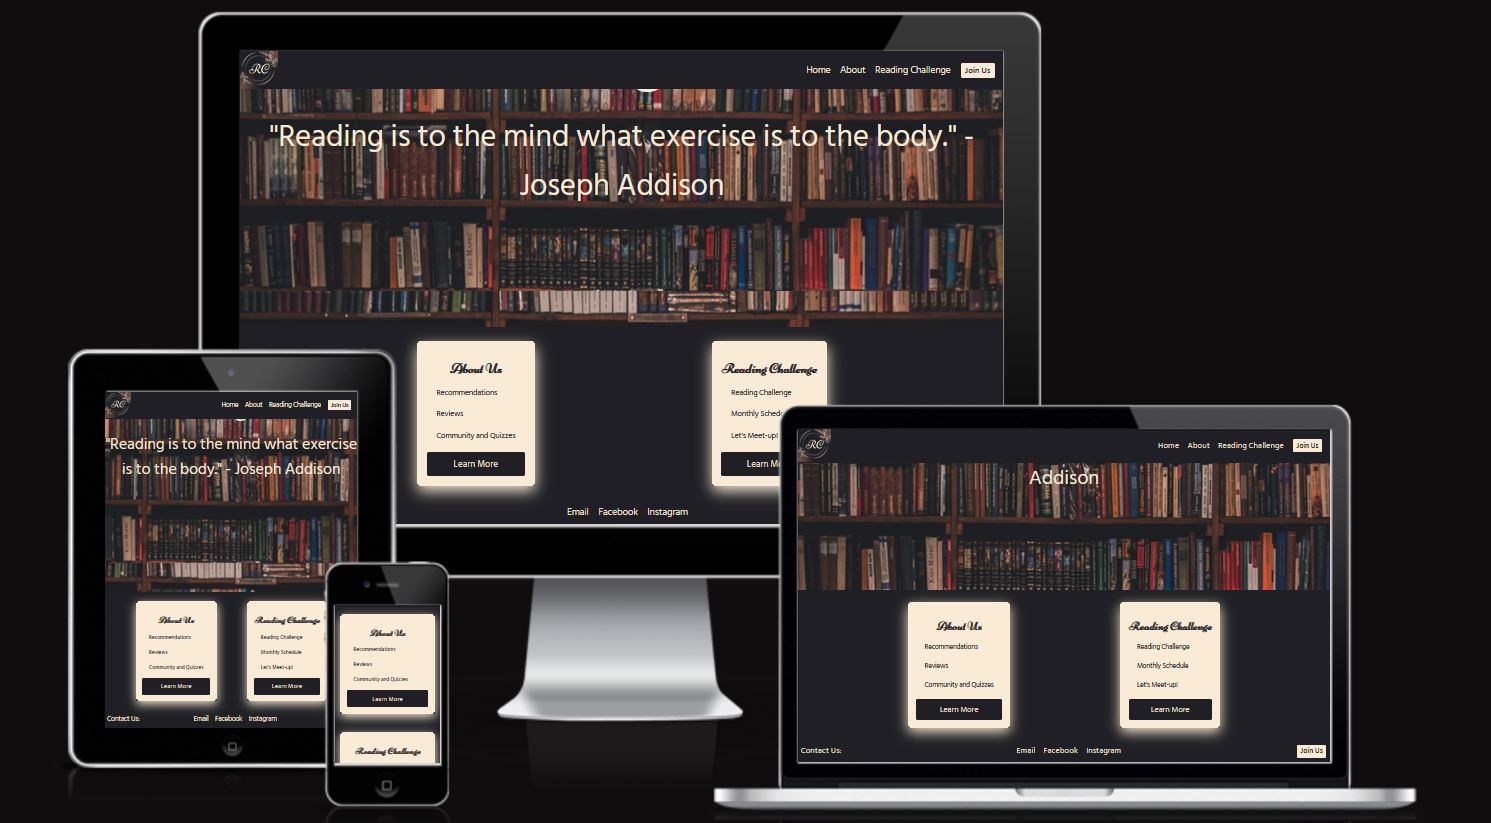 RC
Home About Reading Challenge Join Us
"Reading is to the mind what exercise is to the body." -
Joseph Addison
About Us
Recommendations
Reviews
Community and Quizzes
Learn More
Reading Challenge
Reading Challenge
Monthly Schedu
Let's Meet-up!
Learn M
Email Facebook Instagram
RC
Home About Reading Challenge Join Us
"Reading is to the mind what exercise
is to the body." - Joseph Addison
About Us
Recommendations
Reviews
Community and Quizzes
Learn More
Reading Challenge
Reading Challenge
Monthly Schedule
Let's Meet-up!
Learn More
Contact Us: Email Facebook Instagram
About Us
Recommendations
Reviews
Community and Quizzes
Learn More
Reading Challenge
RC
Home About Reading Challenge Join Us
Addison
About Us
Recommendations
Reviews
Community and Quizzes
Learn More
Reading Challenge
Reading Challenge
Monthly Schedule
Let's Meet-up!
Learn More
Contact Us: Email Facebook Instagram Join Us